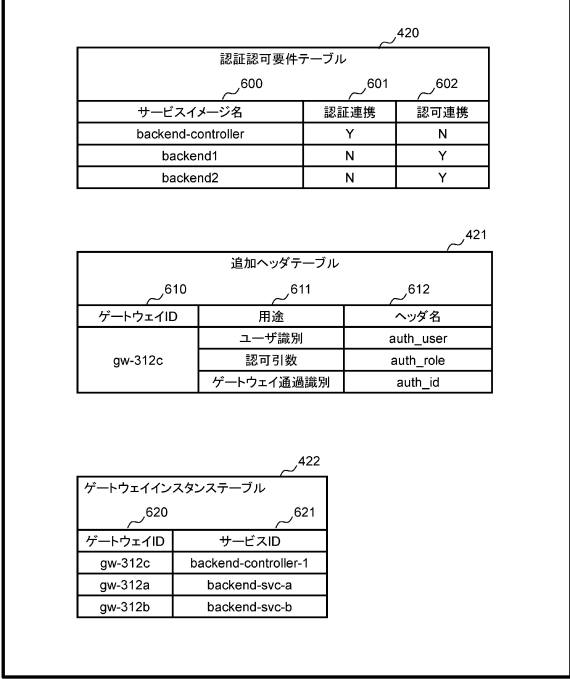 420
認証認可要件テーブル
600 601 602
サービスイメージ名 認証連携 認可連携
backend-controller Y N
backend1 N Y
backend2 N Y
421
追加ヘッダテーブル
610 611 612
ゲートウェイID 用途 ヘッダ名
gw-312c ユーザ識別 auth_user
認可引数 auth_role
ゲートウェイ通過識別 auth_id
422
ゲートウェイインスタンステーブル
620 621
ゲートウェイID サービスID
gw-312c backend-controller-1
gw-312a backend-svc-a
gw-312b backend-svc-b